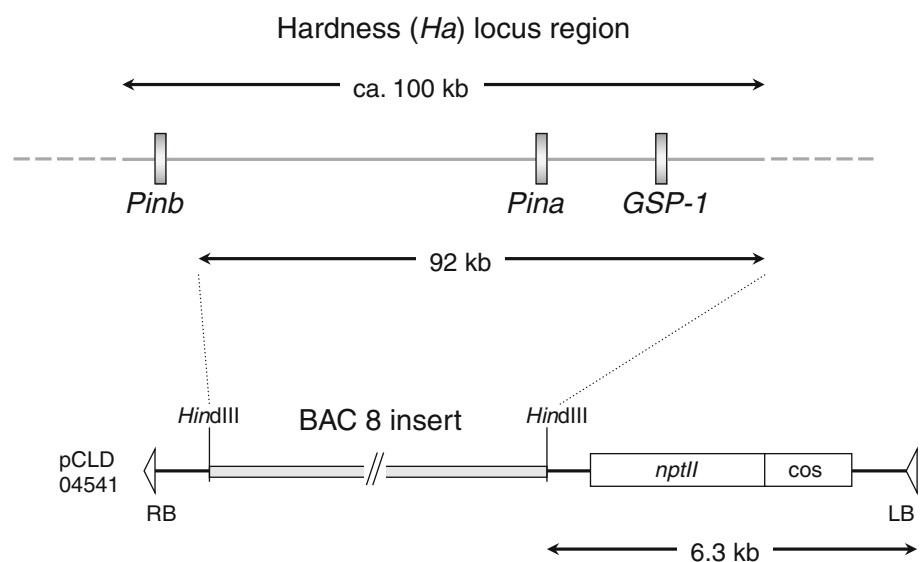 Hardness (Ha) locus region
ca. 100 kb
Pinb
Pina
GSP-1
92 kb
HindIII
BAC 8 insert
HindIII
pCLD
04541
nptII
cos
RB
LB
6.3 kb